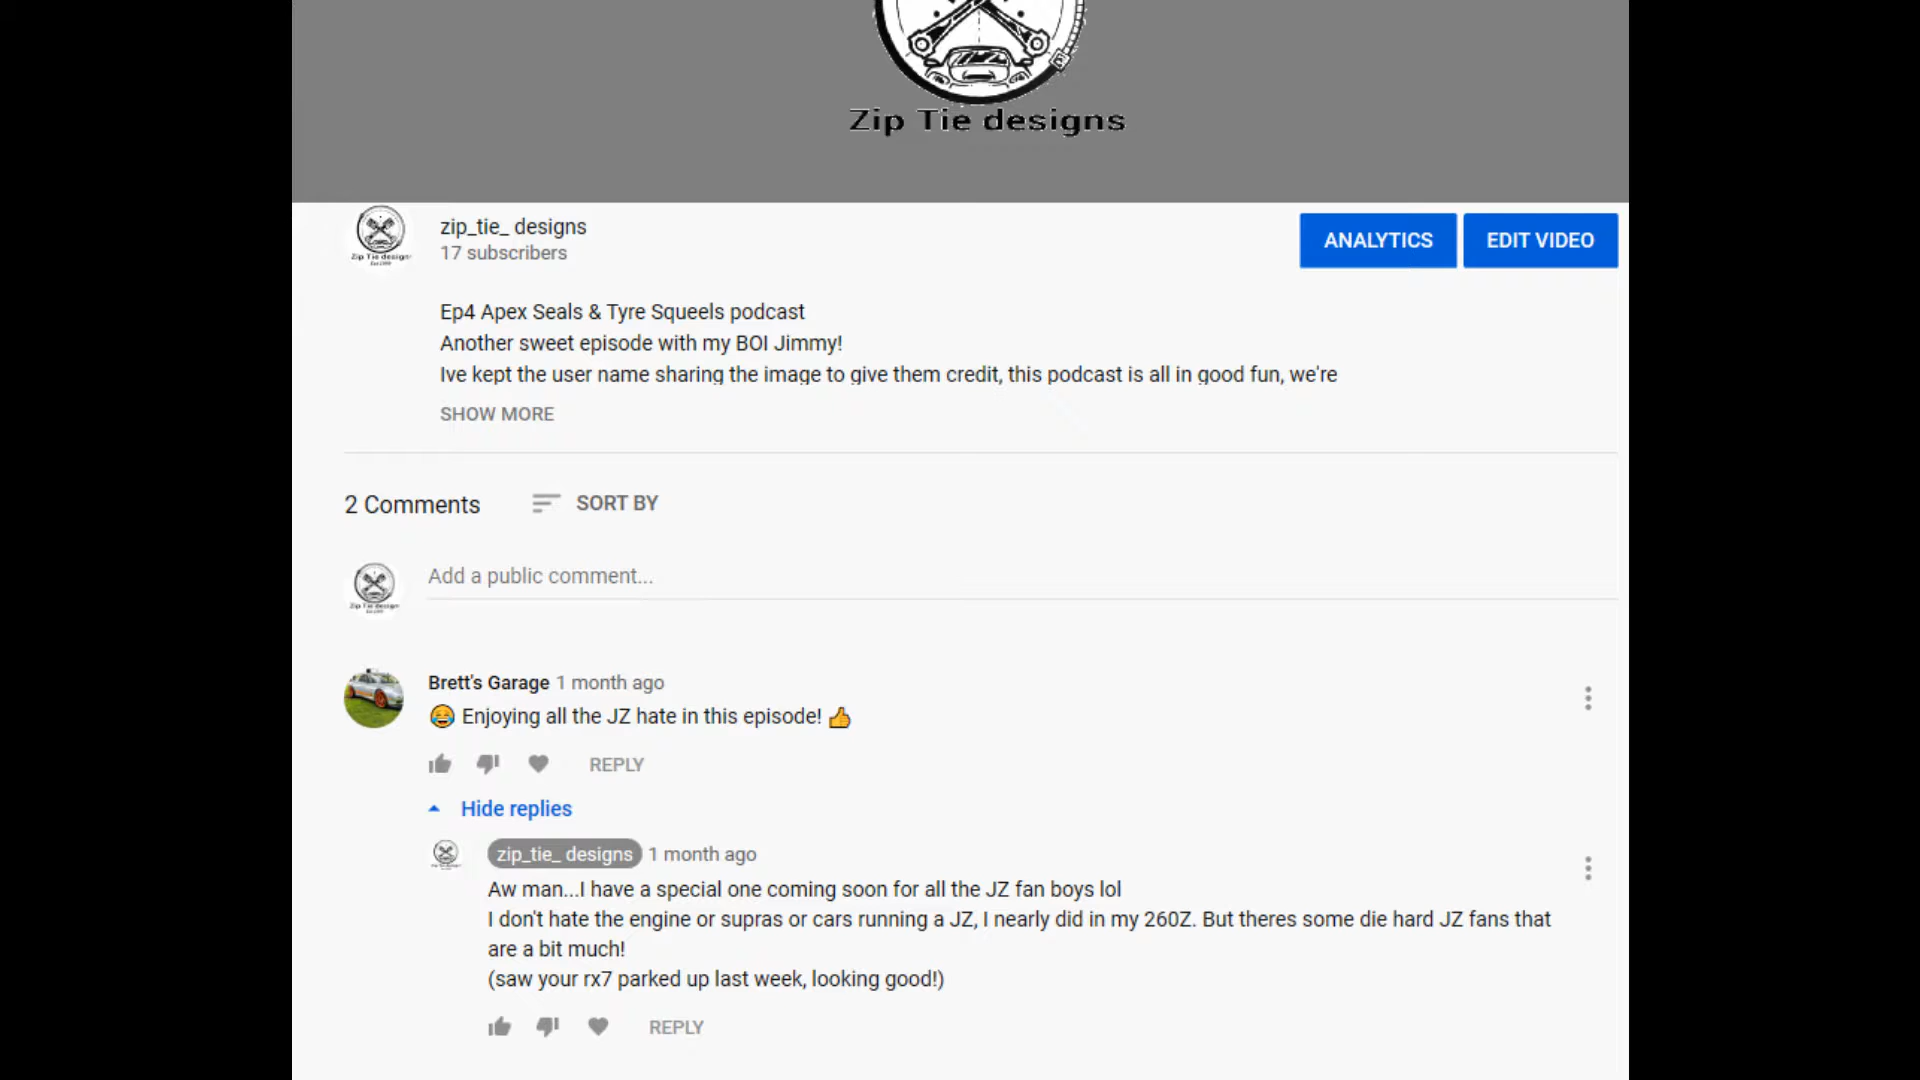 Zip Tie designs
zip_tie_ designs
17 subscribers
ANALYTICS
EDIT VIDEO
Zip Tie design
Ep4 Apex Seals & Tyre Squeels podcast
Another sweet episode with my BOI Jimmy!
Ive kept the user name sharing the image to give them credit, this podcast is all in good fun, we're
SHOW MORE
2 Comments
SORT BY
Add a public comment...
Zip Tie design
Brett's Garage 1 month ago
😂 Enjoying all the JZ hate in this episode! 👍
REPLY
Hide replies
zip_tie_ designs 1 month ago
Aw man...I have a special one coming soon for all the JZ fan boys lol
I don't hate the engine or supras or cars running a JZ, I nearly did in my 260Z. But theres some die hard JZ fans that
are a bit much!
(saw your rx7 parked up last week, looking good!)
REPLY